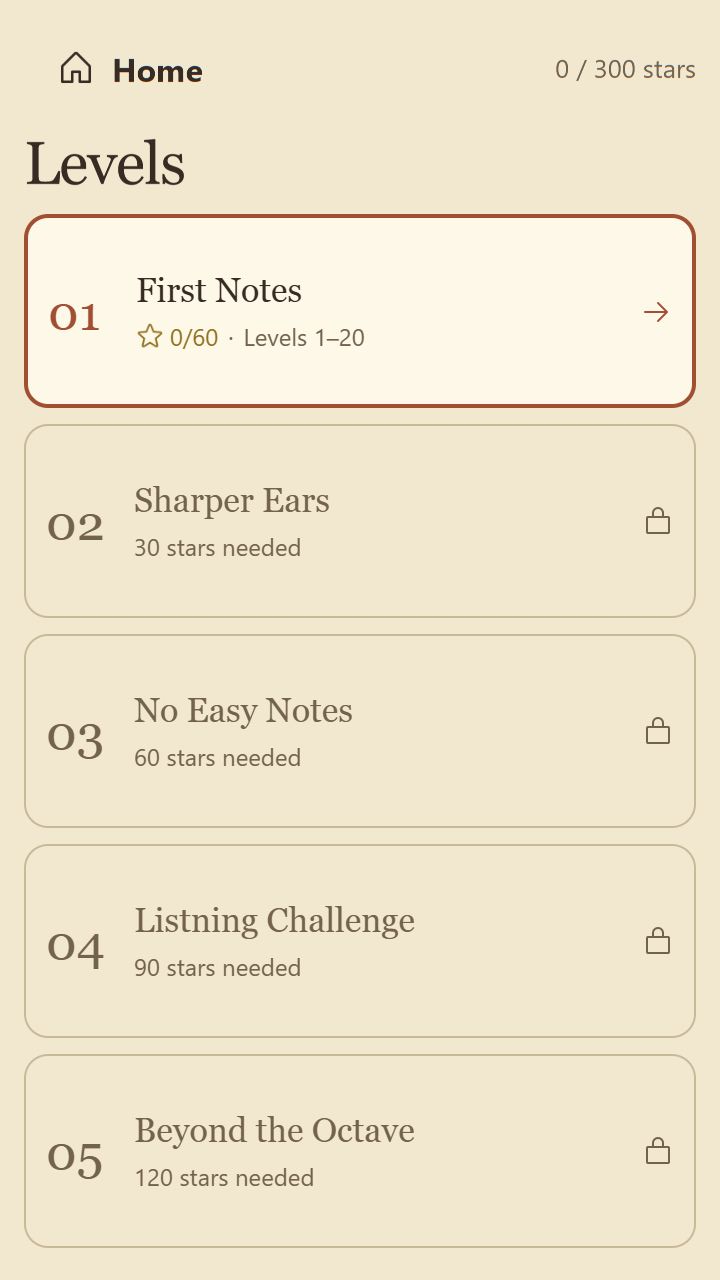 Home
0 / 300 stars
Levels
01
First Notes
0/60 · Levels 1–20
02
Sharper Ears
30 stars needed
03
No Easy Notes
60 stars needed
04
Listning Challenge
90 stars needed
05
Beyond the Octave
120 stars needed